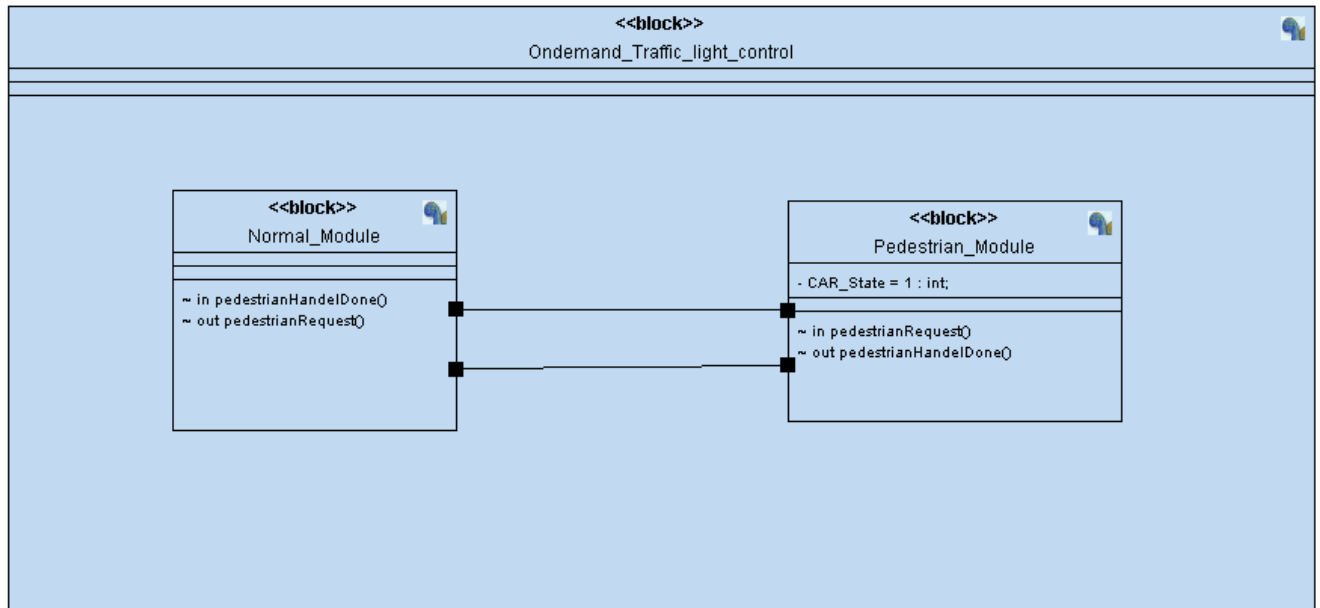 <<block>>
Ondemand_Traffic_light_control
<<block>>
Normal_Module
~ in pedestrianHandelDone()
~ out pedestrianRequest()
<<block>>
Pedestrian_Module
- CAR_State = 1 : int;
~ in pedestrianRequest()
~ out pedestrianHandelDone()